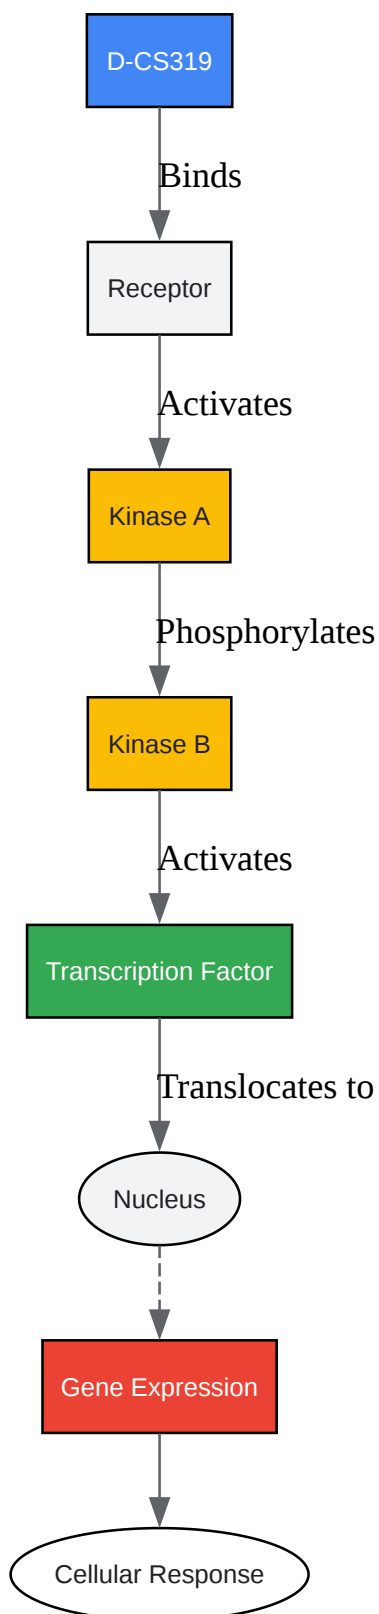 D-CS319
Binds
Receptor
Activates
Kinase A
Phosphorylates
Kinase B
Activates
Transcription Factor
Translocates to
Nucleus
Gene Expression
Cellular Response